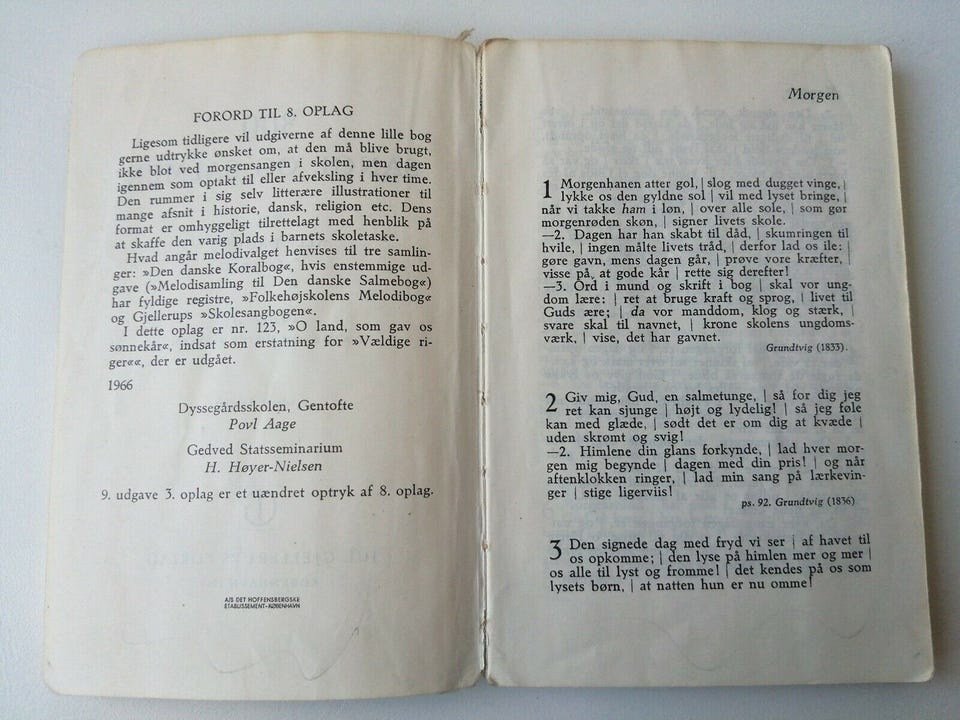 FORORD TIL 8. OPLAG
Ligesom tidligere vil udgiverne af denne lille bog
gerne udtrykke ønsket om, at den må blive brugt,
ikke blot ved morgensangen i skolen, men dagen
igennem som optakt til eller afveksling i hver time.
Den rummer i sig selv litterære illustrationer til
mange afsnit i historie, dansk, religion etc. Dens
format er omhyggeligt tilrettelagt med henblik på
at skaffe den varig plads i barnets skoletaske.
Hvad angår melodivalget henvises til tre samlin-
ger: »Den danske Koralbog«, hvis enstemmige ud-
gave (»Melodisamling til Den danske Salmebog«)
har fyldige registre, »Folkehøjskolens Melodibog«
og Gjellerups »Skolesangbogen«.
I dette oplag er nr. 123, »O land, som gav os
sønnekår«, indsat som erstatning for »Vældige ri-
ger««, der er udgået.
1966
Dyssegårdsskolen, Gentofte
Povl Aage
Gedved Statsseminarium
H. Høyer-Nielsen
9. udgave 3. oplag er et uændret optryk af 8. oplag.
A/S DET HOFFENSBERGSKE
ETABLISSEMENT-KØBENHAVN
Morgen
1 Morgenhanen atter gol, | slog med dugget vinge, |
lykke os den gyldne sol | vil med lyset bringe, |
når vi takke ham i løn, | over alle sole, | som gør
morgenrøden skøn, | signer livets skole.
—2. Dagen har han skabt til dåd, | skumringen til
hvile, | ingen målte livets tråd, | derfor lad os ile: |
gøre gavn, mens dagen går, | prøve vore kræfter, |
visse på, at gode kår | rette sig derefter!
—3. Ord i mund og skrift i bog | skal vor ung-
dom lære: | ret at bruge kraft og sprog, | livet til
Guds ære; | da vor manddom, klog og stærk, |
svare skal til navnet, | krone skolens ungdoms-
værk, | vise, det har gavnet.
Grundtvig (1833).
2 Giv mig, Gud, en salmetunge, | så for dig jeg
ret kan sjunge | højt og lydelig! | så jeg føle
kan med glæde, | sødt det er om dig at kvæde |
uden skrømt og svig!
—2. Himlene din glans forkynde, | lad hver mor-
gen mig begynde | dagen med din pris! | og når
aftenklokken ringer, | lad min sang på lærkevin-
ger | stige ligerviis!
ps. 92. Grundtvig (1836)
3 Den signede dag med fryd vi ser | af havet til
os opkomme; | den lyse på himlen mer og mer |
os alle til lyst og fromme! | det kendes på os som
lysets børn, | at natten hun er nu omme!